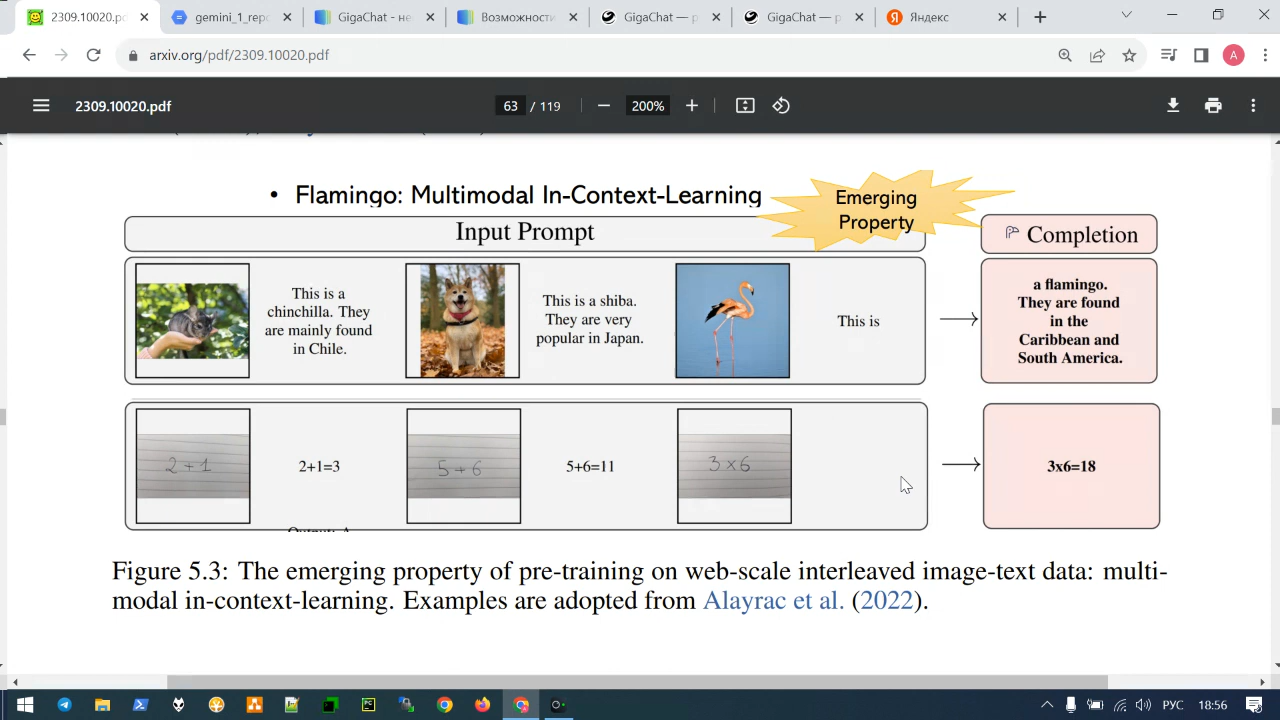 2309.10020.pdf
gemini_1_repo
GigaChat - не
Возможности
GigaChat — р
GigaChat — р
Яндекс
arxiv.org/pdf/2309.10020.pdf
A
2309.10020.pdf
63 / 119
200%
• Flamingo: Multimodal In-Context-Learning
Emerging
Property
Input Prompt
Completion
This is a
chinchilla. They
are mainly found
in Chile.
This is a shiba.
They are very
popular in Japan.
This is
a flamingo.
They are found
in the
Caribbean and
South America.
2+1
2+1=3
5+6
5+6=11
3×6
3x6=18
Figure 5.3: The emerging property of pre-training on web-scale interleaved image-text data: multi-
modal in-context-learning. Examples are adopted from Alayrac et al. (2022).
PC
РУС
18:56